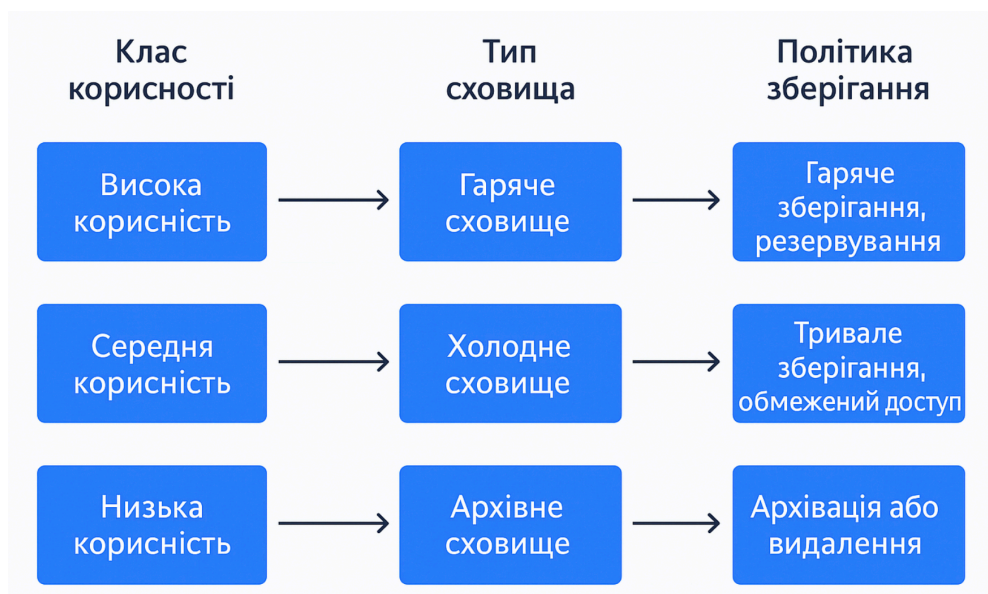 Клас
корисності
Тип
сховища
Політика
зберігання
Висока
корисність
Гаряче
сховище
Гаряче
зберігання,
резервування
Середня
корисність
Холодне
сховище
Тривале
зберігання,
обмежений доступ
Низька
корисність
Архівне
сховище
Архівація або
видалення